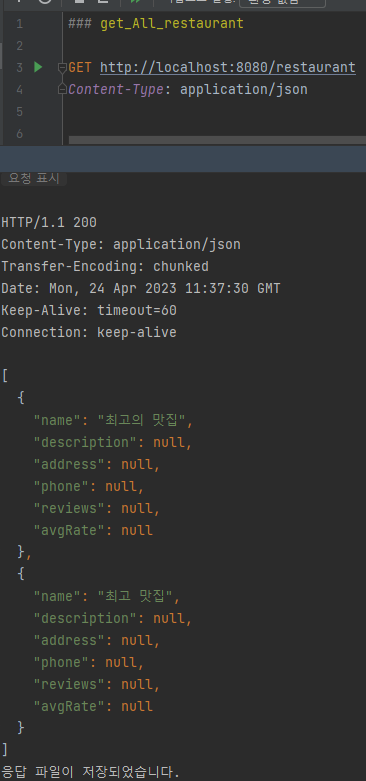 1 ### get_All_restaurant
2
3 GET http://localhost:8080/restaurant
4 Content-Type: application/json
5
6
요청 표시
HTTP/1.1 200
Content-Type: application/json
Transfer-Encoding: chunked
Date: Mon, 24 Apr 2023 11:37:30 GMT
Keep-Alive: timeout=60
Connection: keep-alive
[
{
"name": "최고의 맛집",
"description": null,
"address": null,
"phone": null,
"reviews": null,
"avgRate": null
},
{
"name": "최고 맛집",
"description": null,
"address": null,
"phone": null,
"reviews": null,
"avgRate": null
}
]
응답 파일이 저장되었습니다.